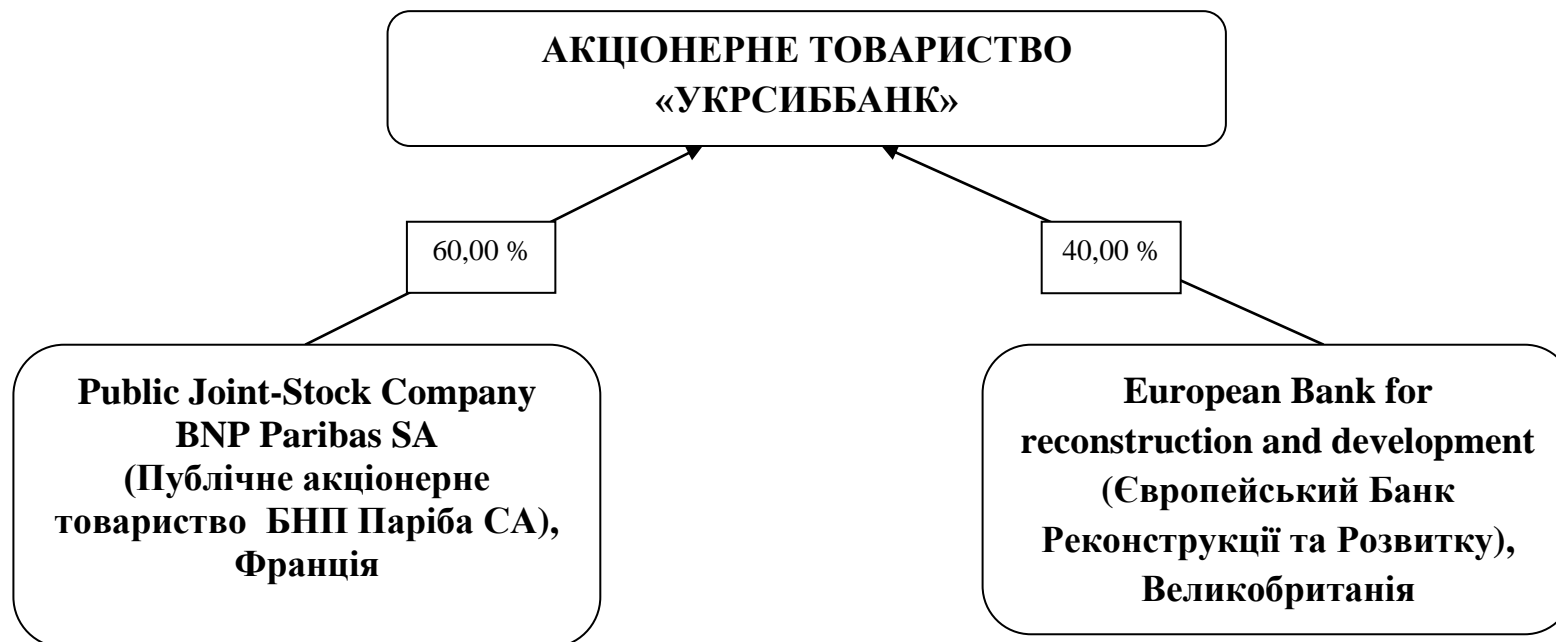 АКЦІОНЕРНЕ ТОВАРИСТВО
«УКРСИББАНК»
60,00 %
40,00 %
Public Joint-Stock Company
BNP Paribas SA
(Публічне акціонерне
товариство БНП Паріба СА),
Франція
European Bank for
reconstruction and development
(Європейський Банк
Реконструкції та Розвитку),
Великобританія